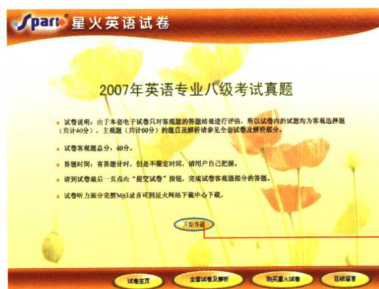 Spark 星火英语试卷
2007年英语专业八级考试真题
试卷说明：由于本套电子试卷只对客观题的答题结果进行评估，所以试卷内的试题均为客观选择题
（共计40分）。主观题（共计60分）的题目及解析请参见全套试卷及解析部分。
试卷客观题总分：40分。
答题时间：有答题计时，但是不限定时间，请用户自己把握。
请到试卷最后一页点击“提交试卷”按钮，完成试卷客观题部分的答题。
试卷听力部分完整Mp3录音可到星火网站下载中心下载。
开始答题
试卷主页
全套试卷及解析
购买星火试卷
在线留言